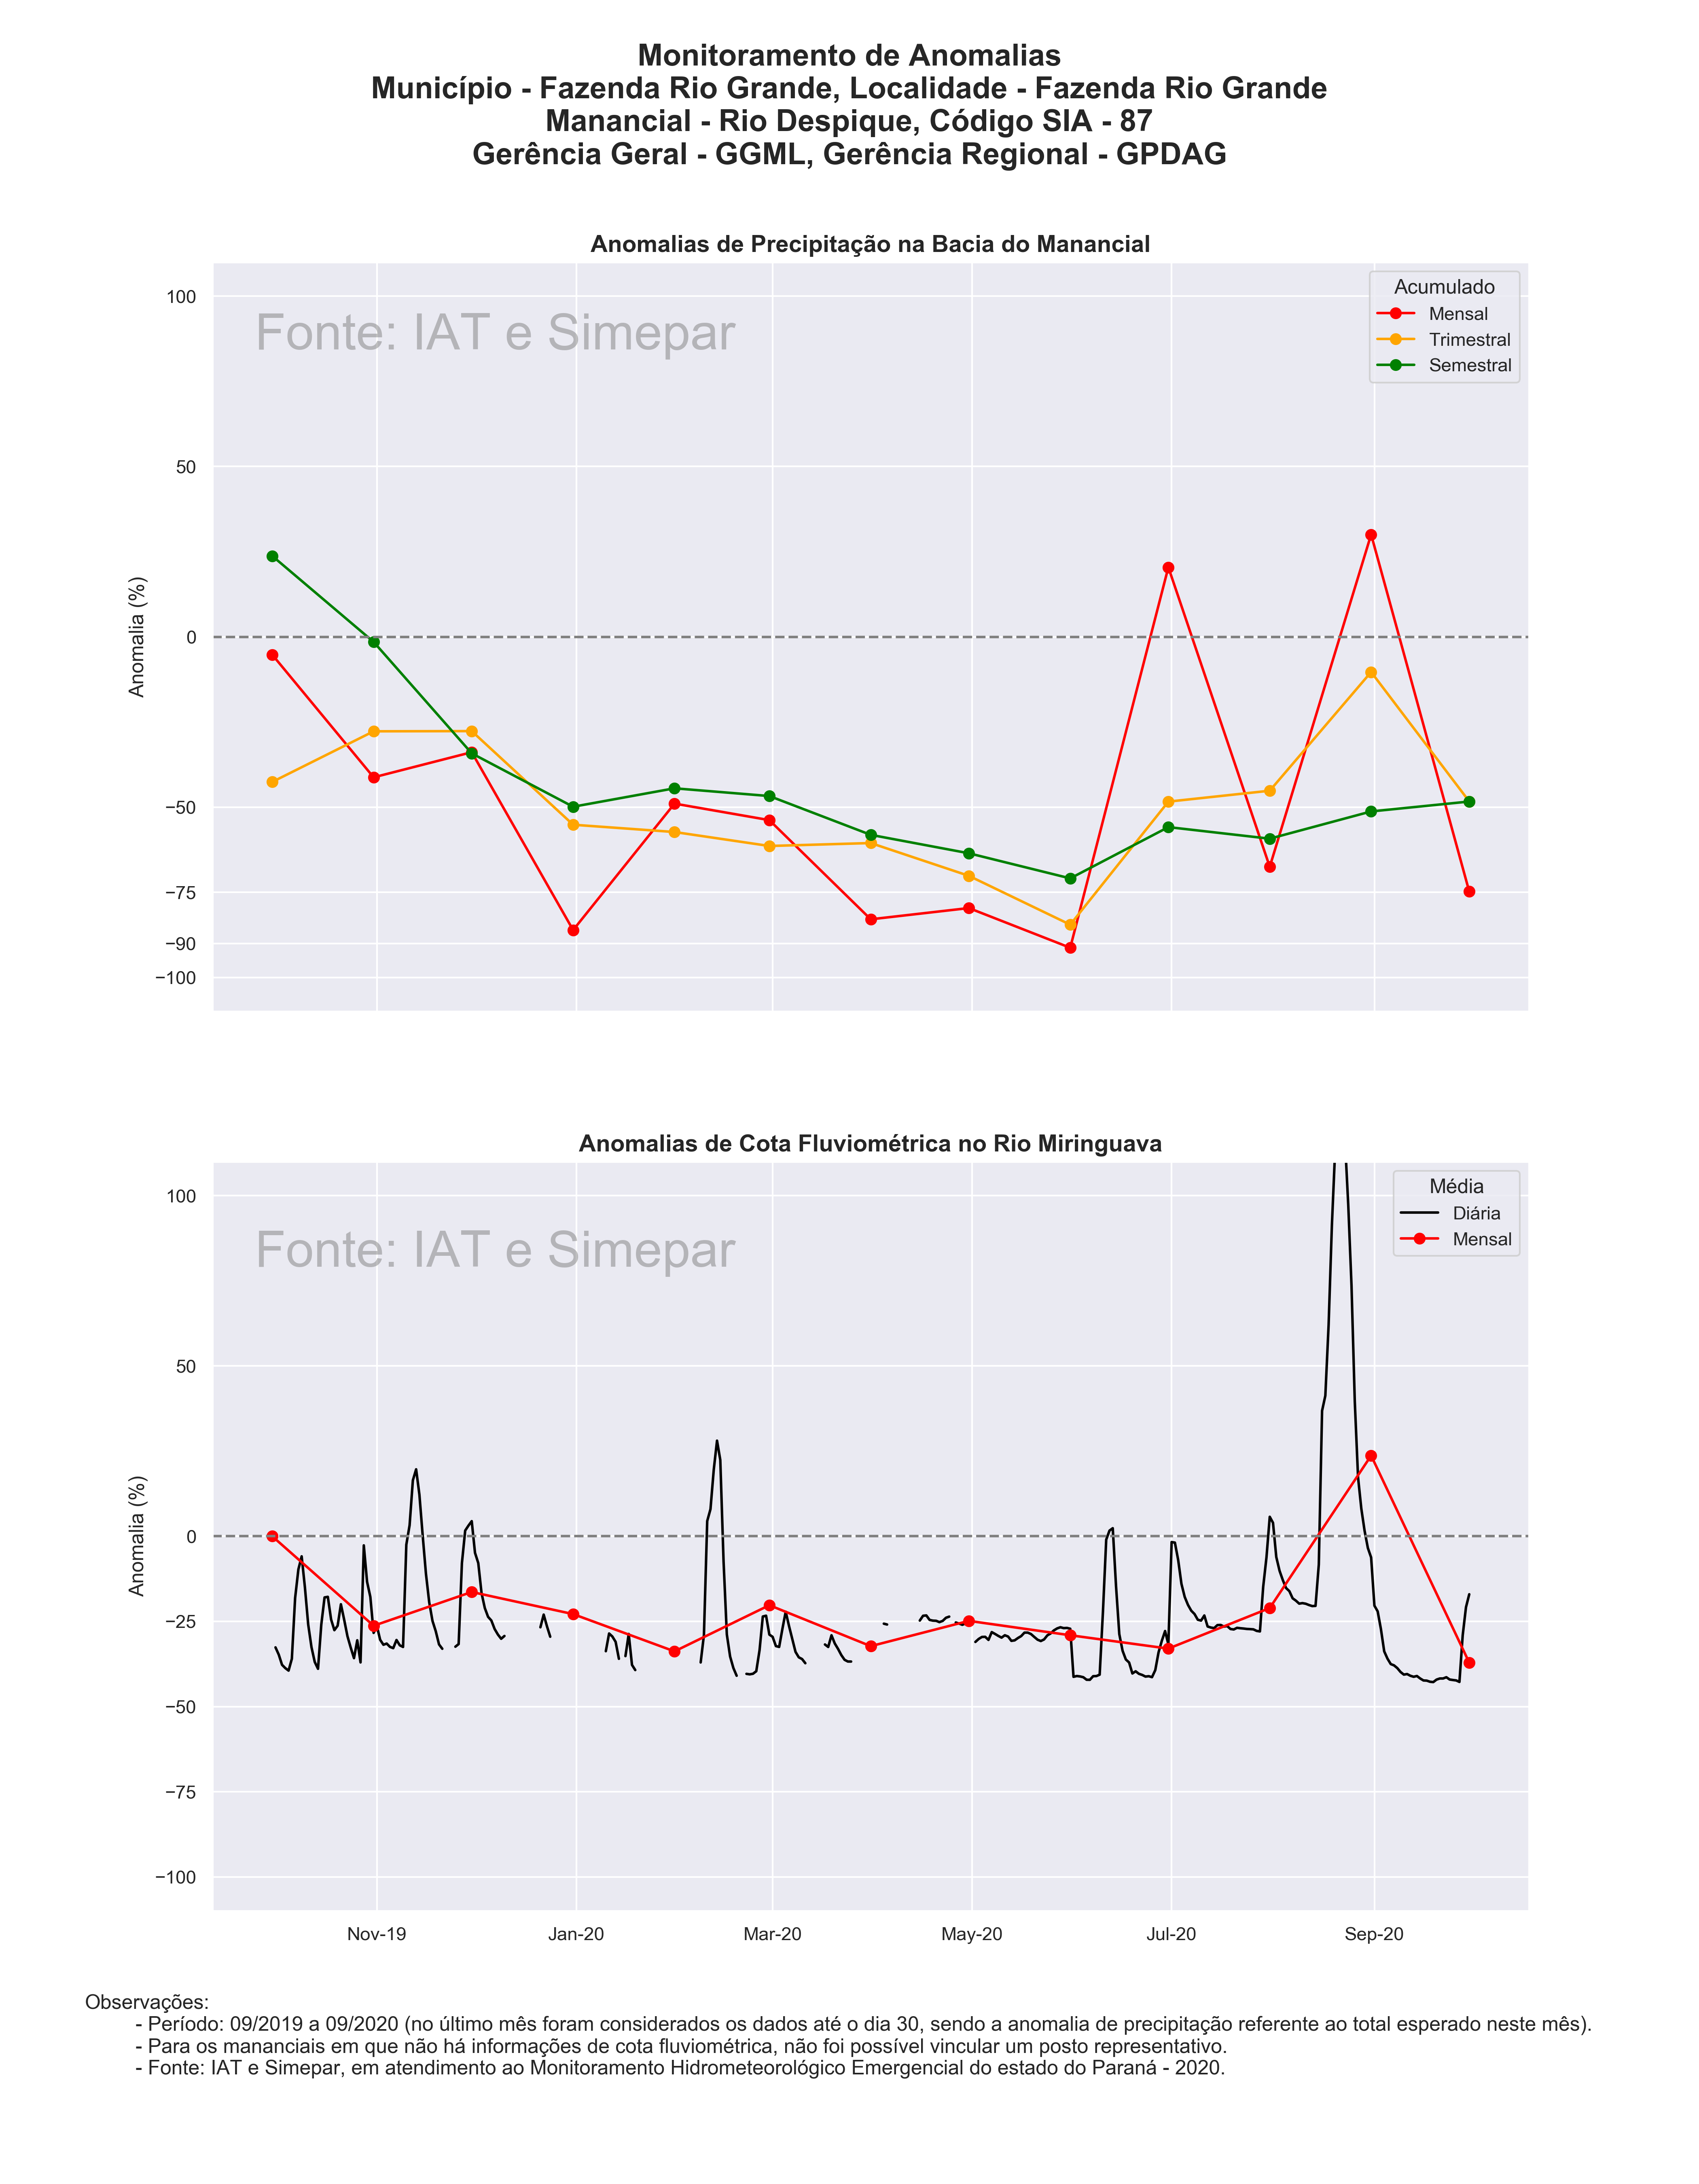 Monitoramento de Anomalias
Município - Fazenda Rio Grande, Localidade - Fazenda Rio Grande
Manancial - Rio Despique, Código SIA - 87
Gerência Geral - GGML, Gerência Regional - GPDAG
Anomalias de Precipitação na Bacia do Manancial
Fonte: IAT e Simepar
Acumulado
Mensal
Trimestral
Semestral
Anomalia (%)
100
50
0
−50
−75
−90
−100
Anomalias de Cota Fluviométrica no Rio Miringuava
Fonte: IAT e Simepar
Média
Diária
Mensal
Anomalia (%)
100
50
0
−25
−50
−75
−100
Nov-19 Jan-20 Mar-20 May-20 Jul-20 Sep-20
Observações:
- Período: 09/2019 a 09/2020 (no último mês foram considerados os dados até o dia 30, sendo a anomalia de precipitação referente ao total esperado neste mês).
- Para os mananciais em que não há informações de cota fluviométrica, não foi possível vincular um posto representativo.
- Fonte: IAT e Simepar, em atendimento ao Monitoramento Hidrometeorológico Emergencial do estado do Paraná - 2020.